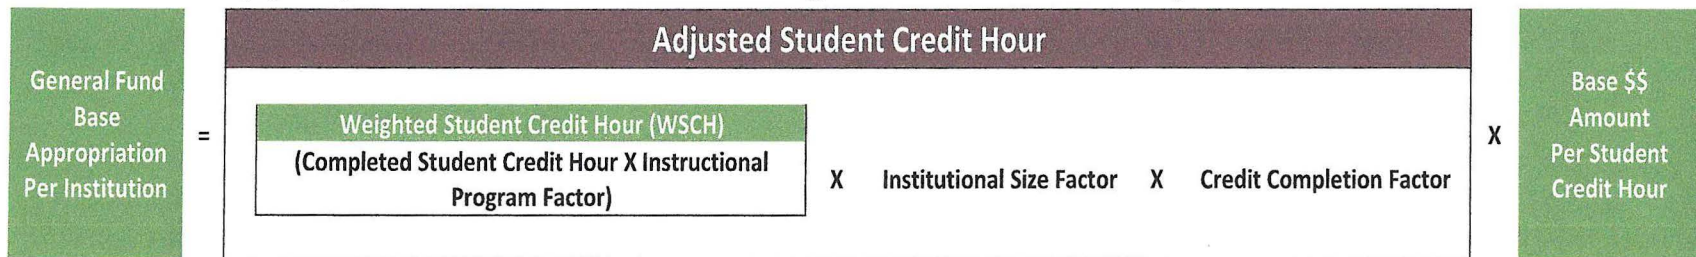 General Fund
Base
Appropriation
Per Institution
=
Adjusted Student Credit Hour
Weighted Student Credit Hour (WSCH)
(Completed Student Credit Hour X Instructional
Program Factor)
X Institutional Size Factor X Credit Completion Factor
X
Base $$
Amount
Per Student
Credit Hour